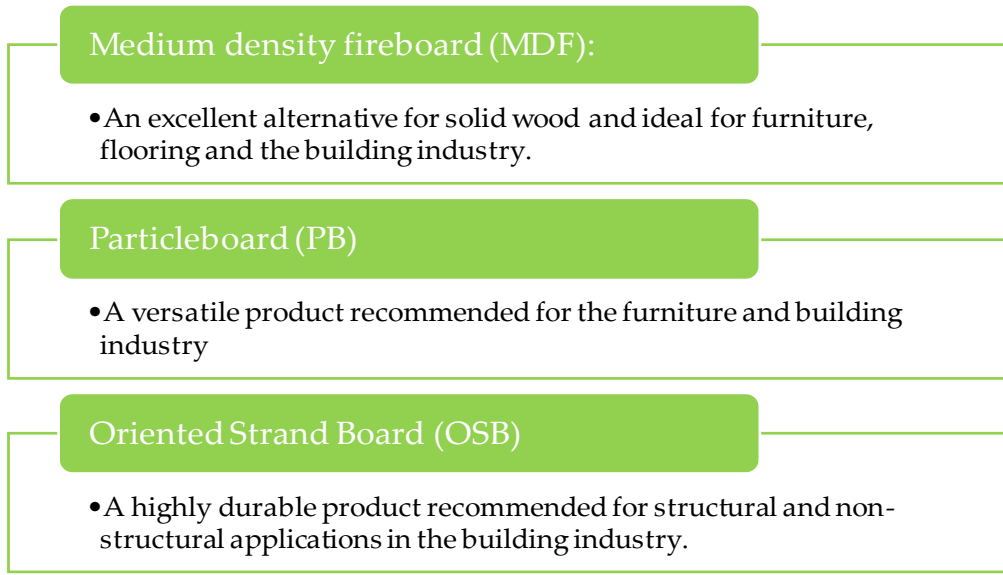 Medium density fireboard (MDF):
•An excellent alternative for solid wood and ideal for furniture,
flooring and the building industry.
Particleboard (PB)
•A versatile product recommended for the furniture and building
industry
Oriented Strand Board (OSB)
•A highly durable product recommended for structural and non-
structural applications in the building industry.